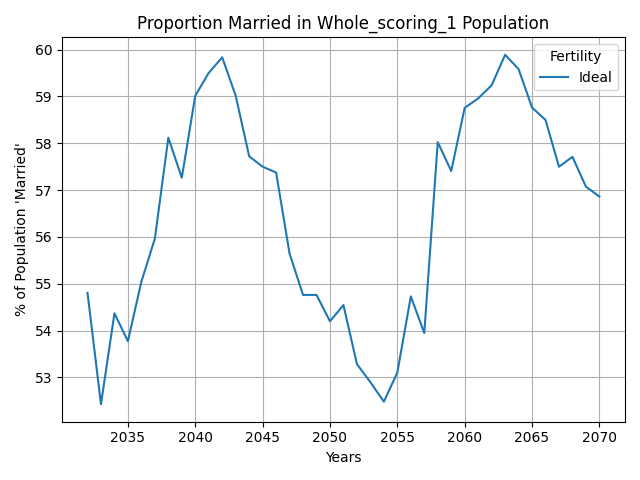 Proportion Married in Whole_scoring_1 Population
Fertility
Ideal
% of Population 'Married'
60
59
58
57
56
55
54
53
2035 2040 2045 2050 2055 2060 2065 2070
Years